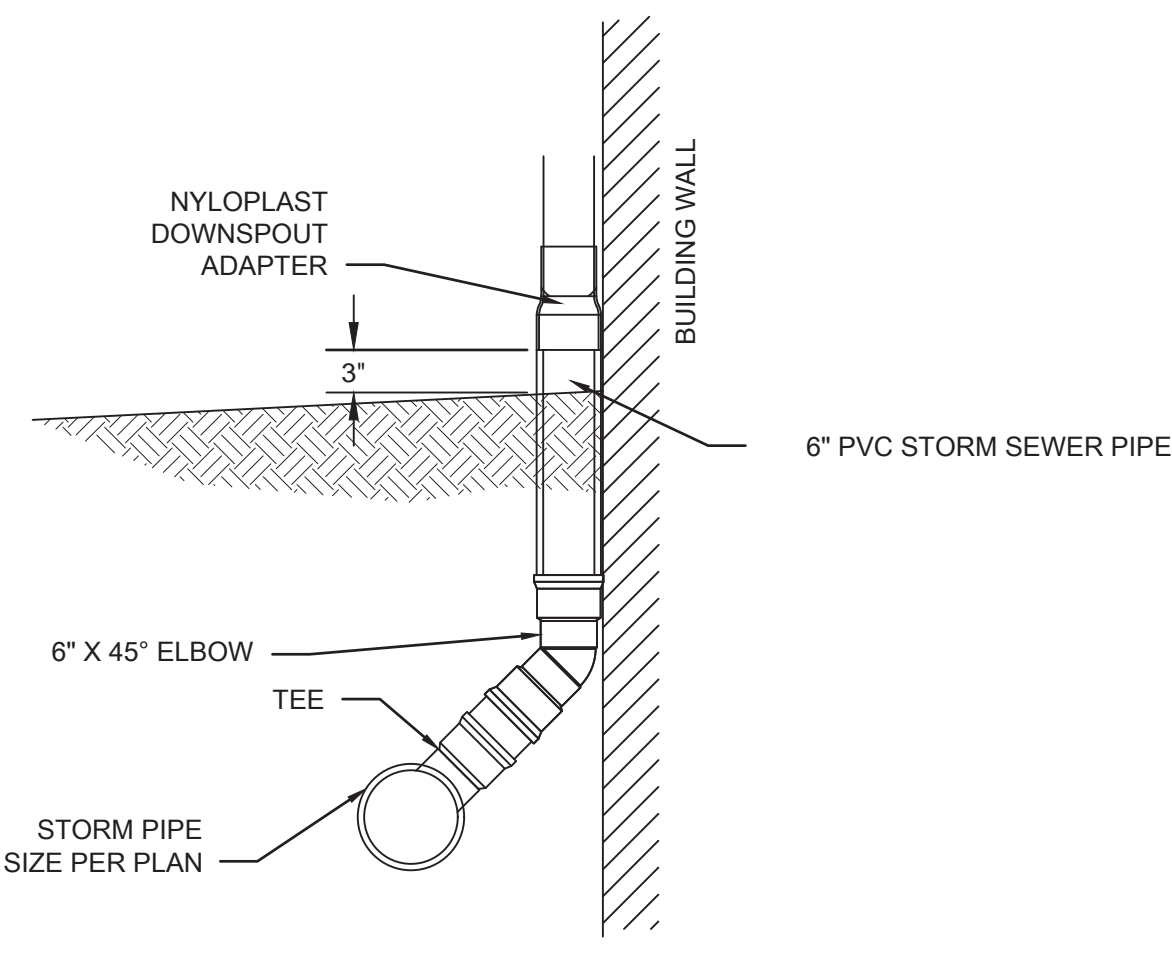 NYLOPLAST
DOWNSPOUT
ADAPTER
BUILDING WALL
3"
6" PVC STORM SEWER PIPE
6" X 45° ELBOW
TEE
STORM PIPE
SIZE PER PLAN